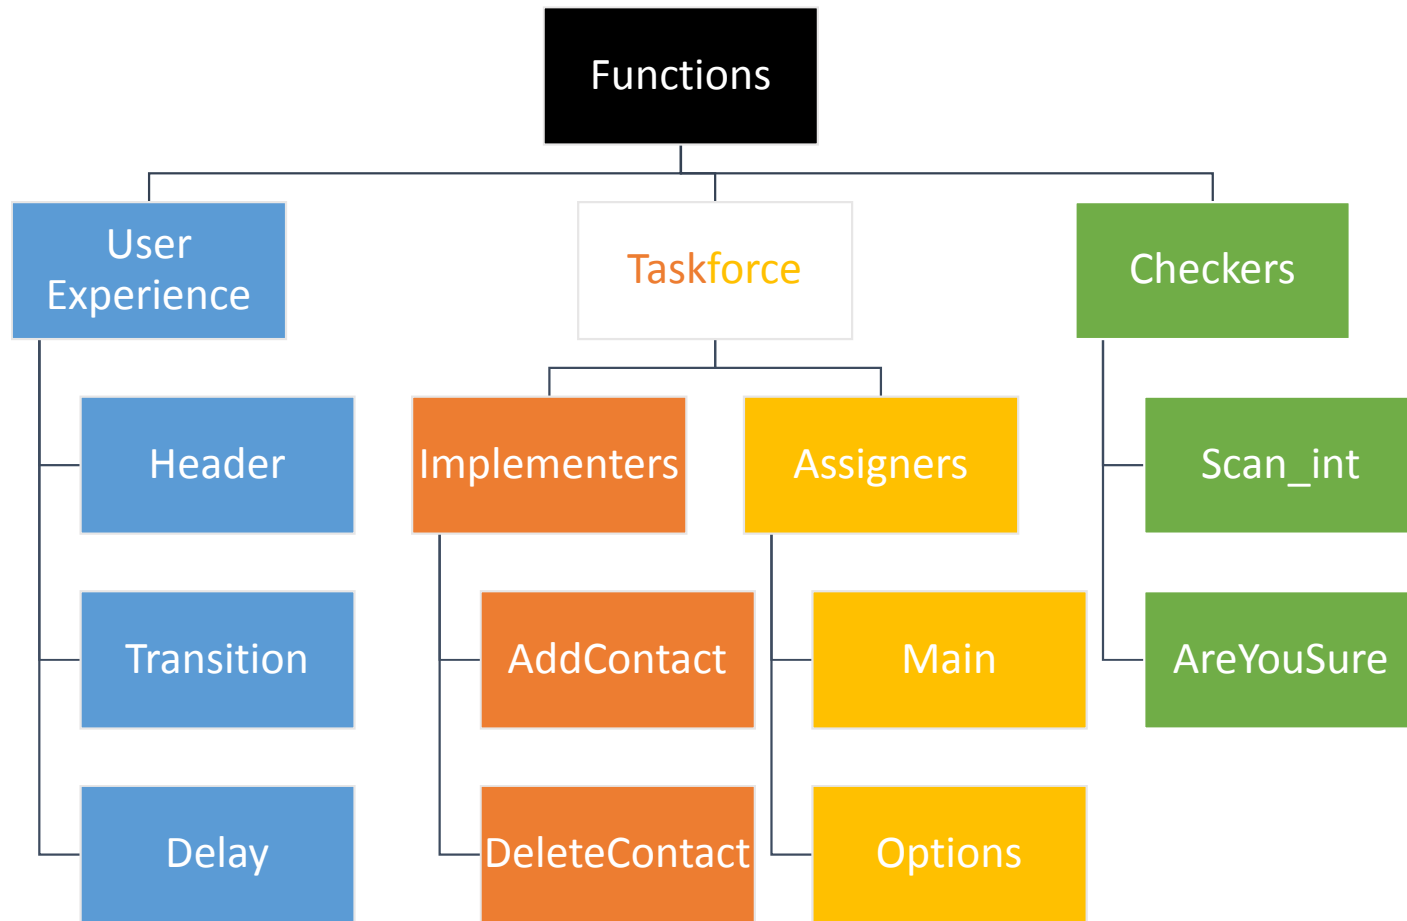 Functions
User
Experience
Taskforce
Checkers
Header
Implementers
Assigners
Scan_int
Transition
AddContact
Main
AreYouSure
Delay
DeleteContact
Options